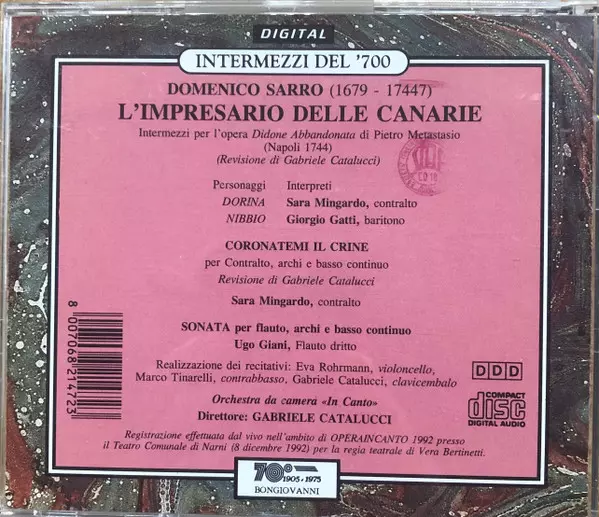 DIGITAL
INTERMEZZI DEL '700
DOMENICO SARRO (1679 - 17447)
L'IMPRESARIO DELLE CANARIE
Intermezzi per l'opera Didone Abbandonata di Pietro Metastasio
(Napoli 1744)
(Revisione di Gabriele Catalucci)
Personaggi Interpreti
DORINA Sara Mingardo, contralto
NIBBIO Giorgio Gatti, baritono
CORONATEMI IL CRINE
per Contralto, archi e basso continuo
Revisione di Gabriele Catalucci
Sara Mingardo, contralto
SONATA per flauto, archi e basso continuo
Ugo Giani, Flauto dritto
Realizzazione dei recitativi: Eva Rohrmann, violoncello,
Marco Tinarelli, contrabbasso, Gabriele Catalucci, clavicembalo
Orchestra da camera «In Canto»
Direttore: GABRIELE CATALUCCI
Registrazione effettuata dal vivo nell'ambito di OPERAINCANTO 1992 presso
il Teatro Comunale di Narni (8 dicembre 1992) per la regia teatrale di Vera Bertinetti.
8 007068 214723
DDD
COMPACT
disc
DIGITAL AUDIO
70° 1905 • 1975
BONGIOVANNI